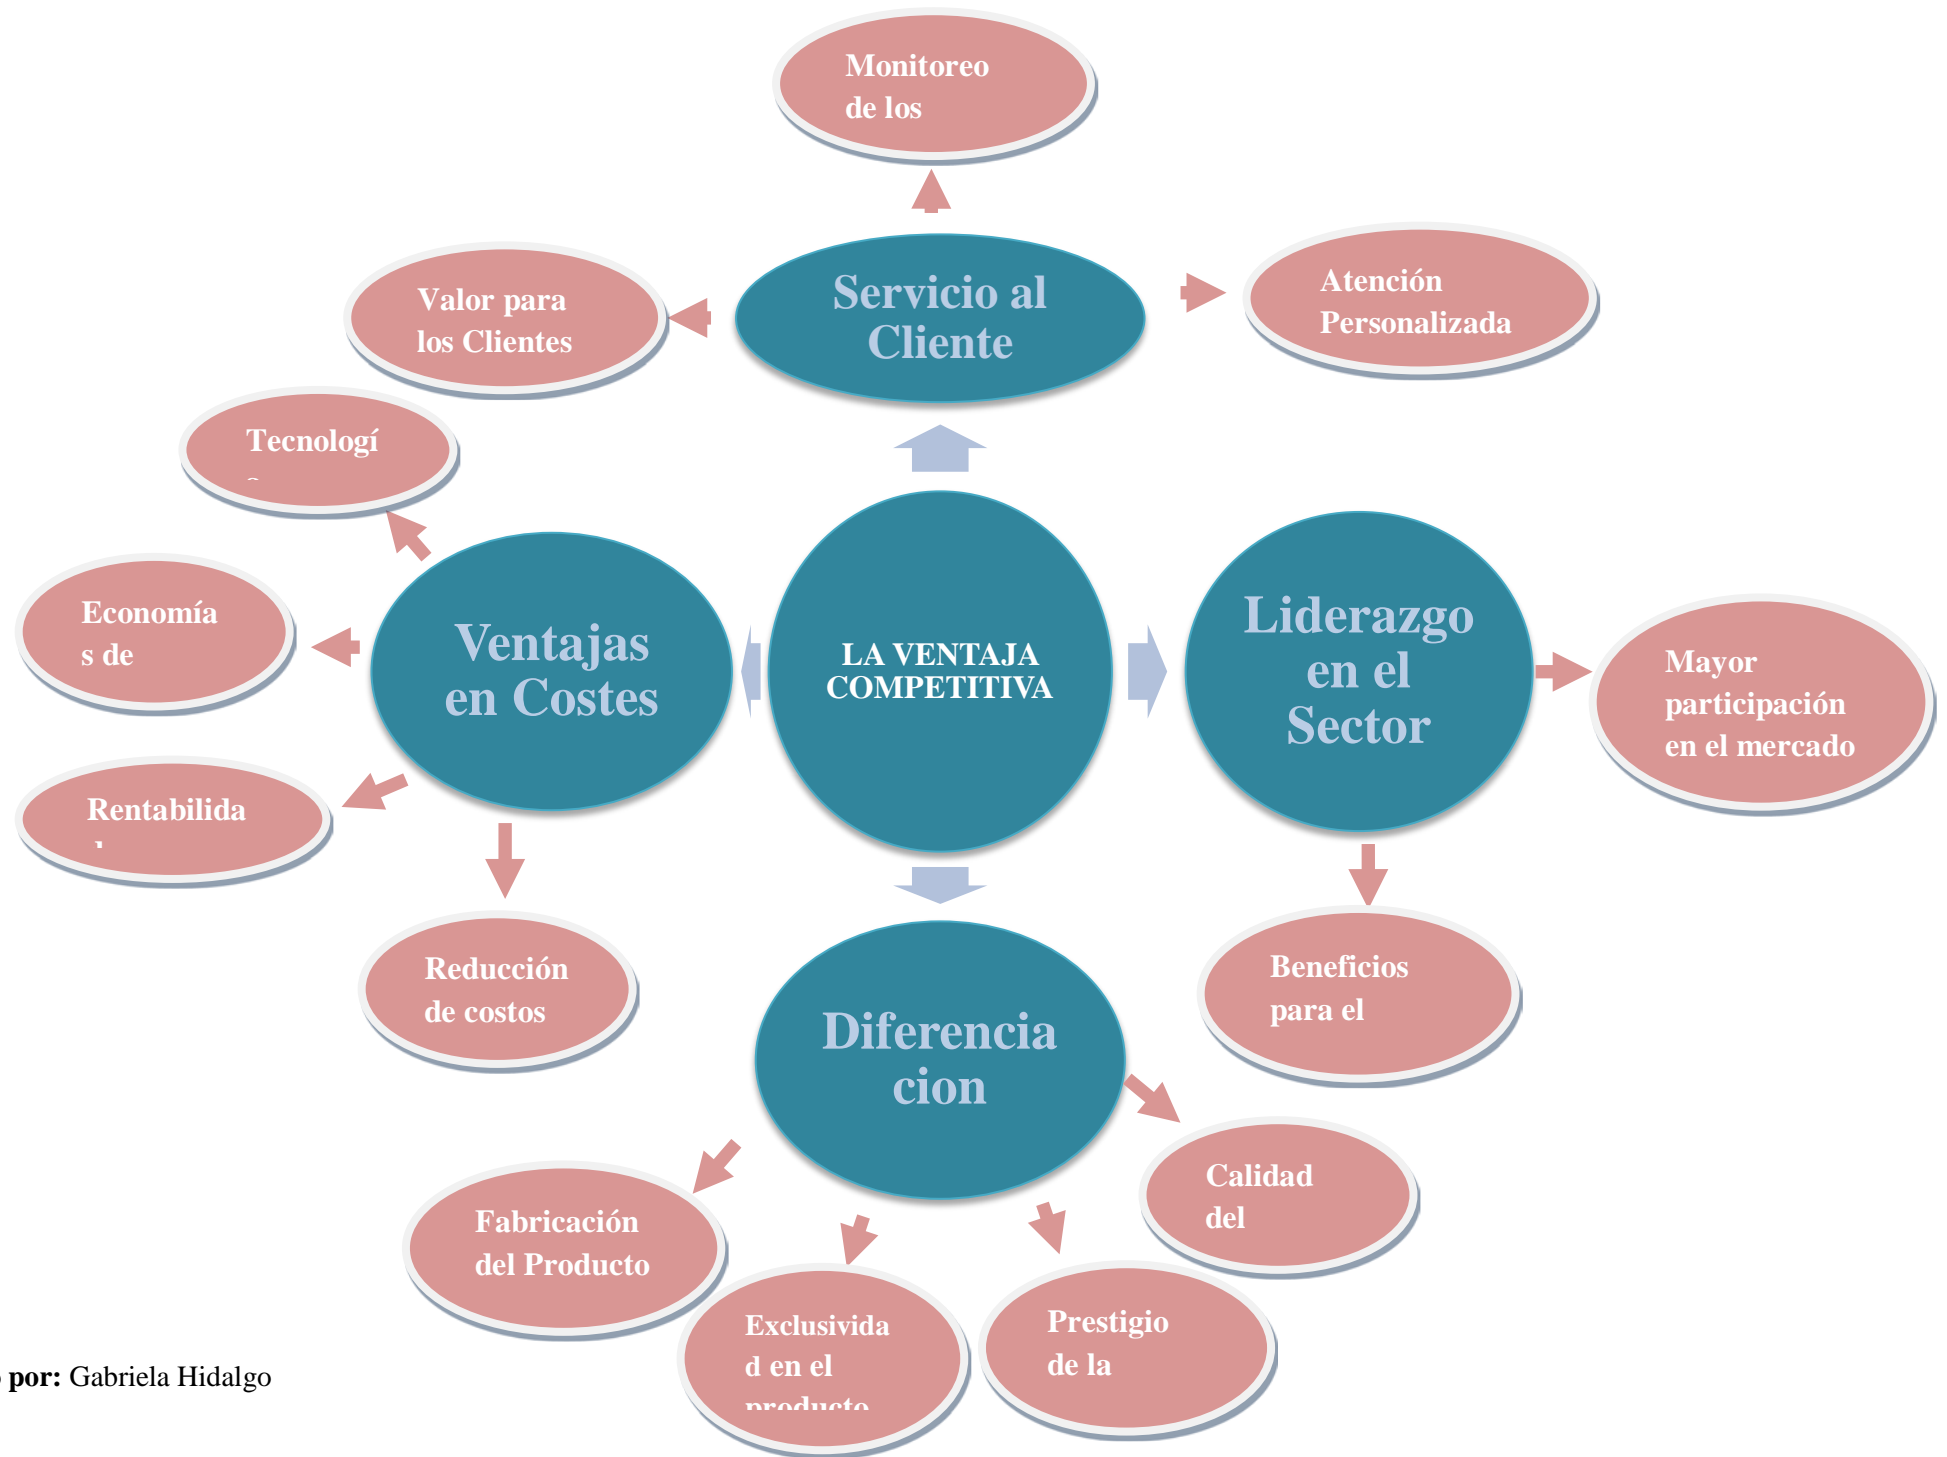 Monitoreo
de los
Servicio al
Cliente
Valor para
los Clientes
Atención
Personalizada
Tecnologí
LA VENTAJA
COMPETITIVA
Ventajas
en Costes
Economía
s de
Rentabilida
Reducción
de costos
Liderazgo
en el
Sector
Mayor
participación
en el mercado
Beneficios
para el
Diferencia
cion
Fabricación
del Producto
Exclusivida
d en el
producto
Prestigio
de la
Calidad
del
por: Gabriela Hidalgo